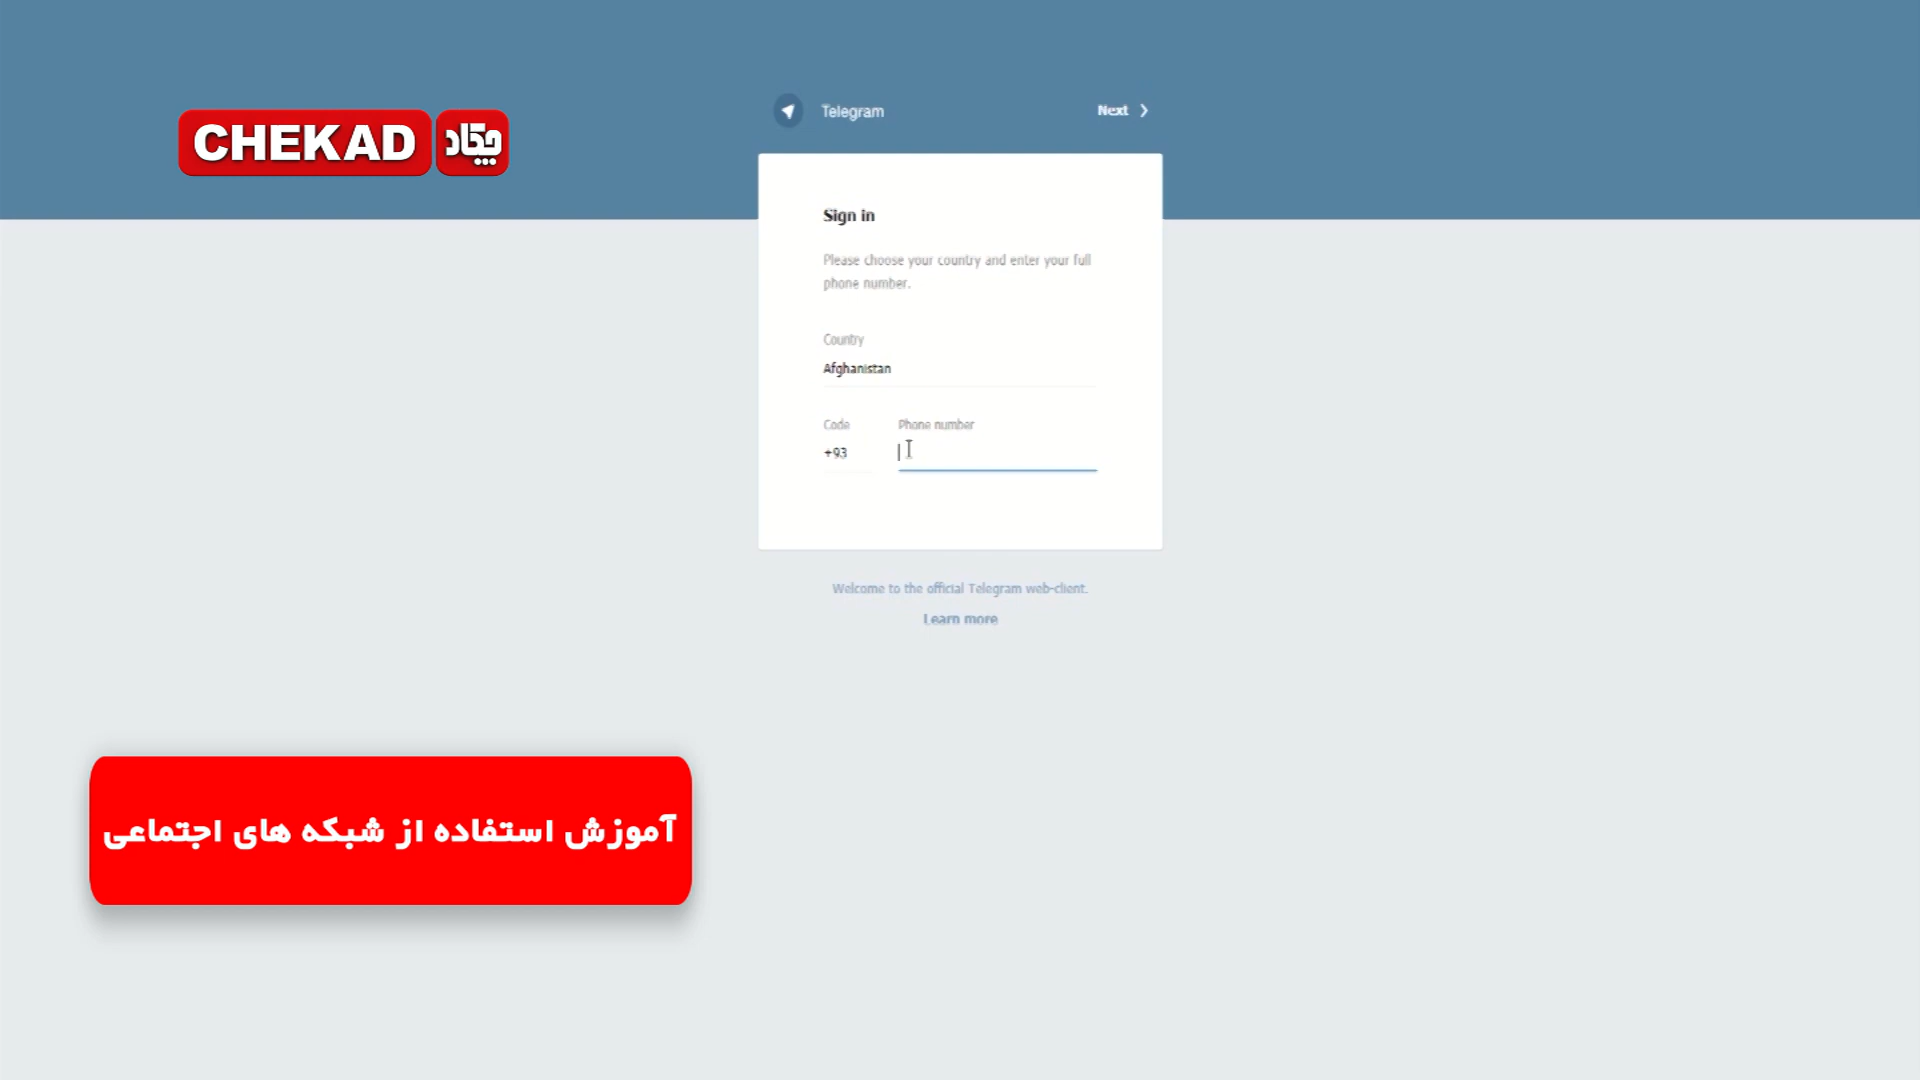 Telegram
Next
CHEKAD چکاد
Sign in
Please choose your country and enter your full
phone number.
Country
Afghanistan
Code
Phone number
+93
Welcome to the official Telegram web-client.
Learn more
آموزش استفاده از شبکه های اجتماعی